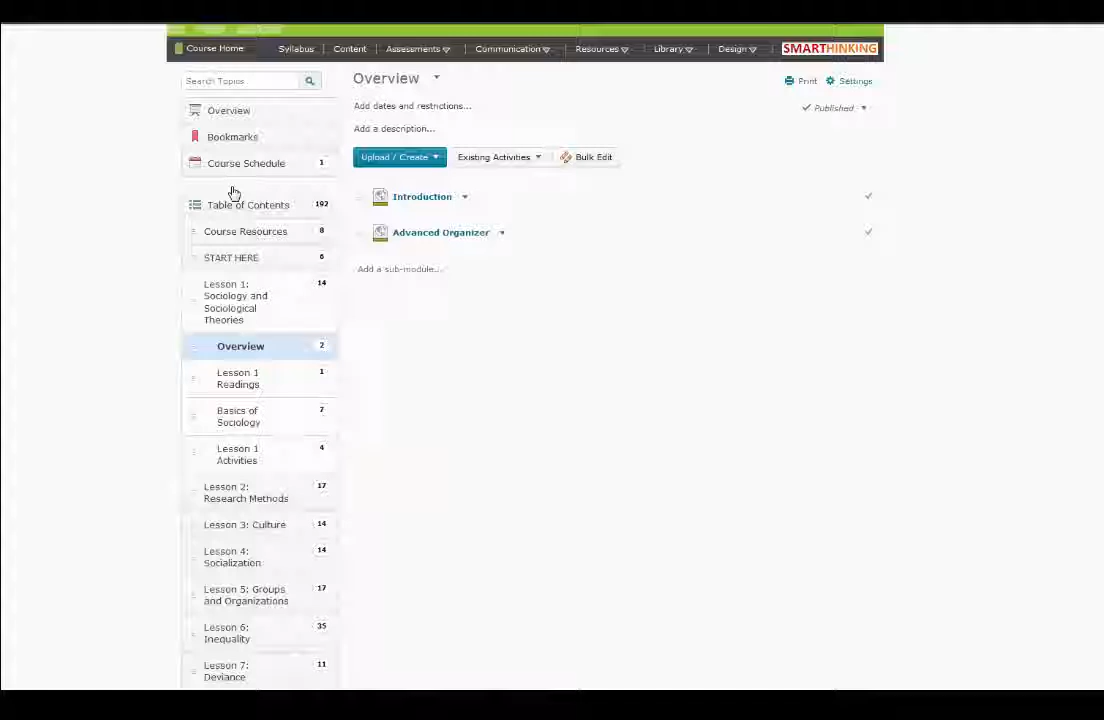 Course Home Syllabus Content Assessments Communication Resources Library Design SMARTHINKING
Search Topics
Overview
Bookmarks
Course Schedule 1
Table of Contents 192
Course Resources 8
START HERE 6
Lesson 1: 14
Sociology and
Sociological
Theories
Overview 2
Lesson 1 1
Readings
Basics of 7
Sociology
Lesson 1 4
Activities
Lesson 2: 17
Research Methods
Lesson 3: Culture 14
Lesson 4: 14
Socialization
Lesson 5: Groups 17
and Organizations
Lesson 6: 35
Inequality
Lesson 7: 11
Deviance
Overview
Print Settings
Add dates and restrictions...
Published
Add a description...
Upload / Create Existing Activities Bulk Edit
Introduction
Advanced Organizer
Add a sub-module...